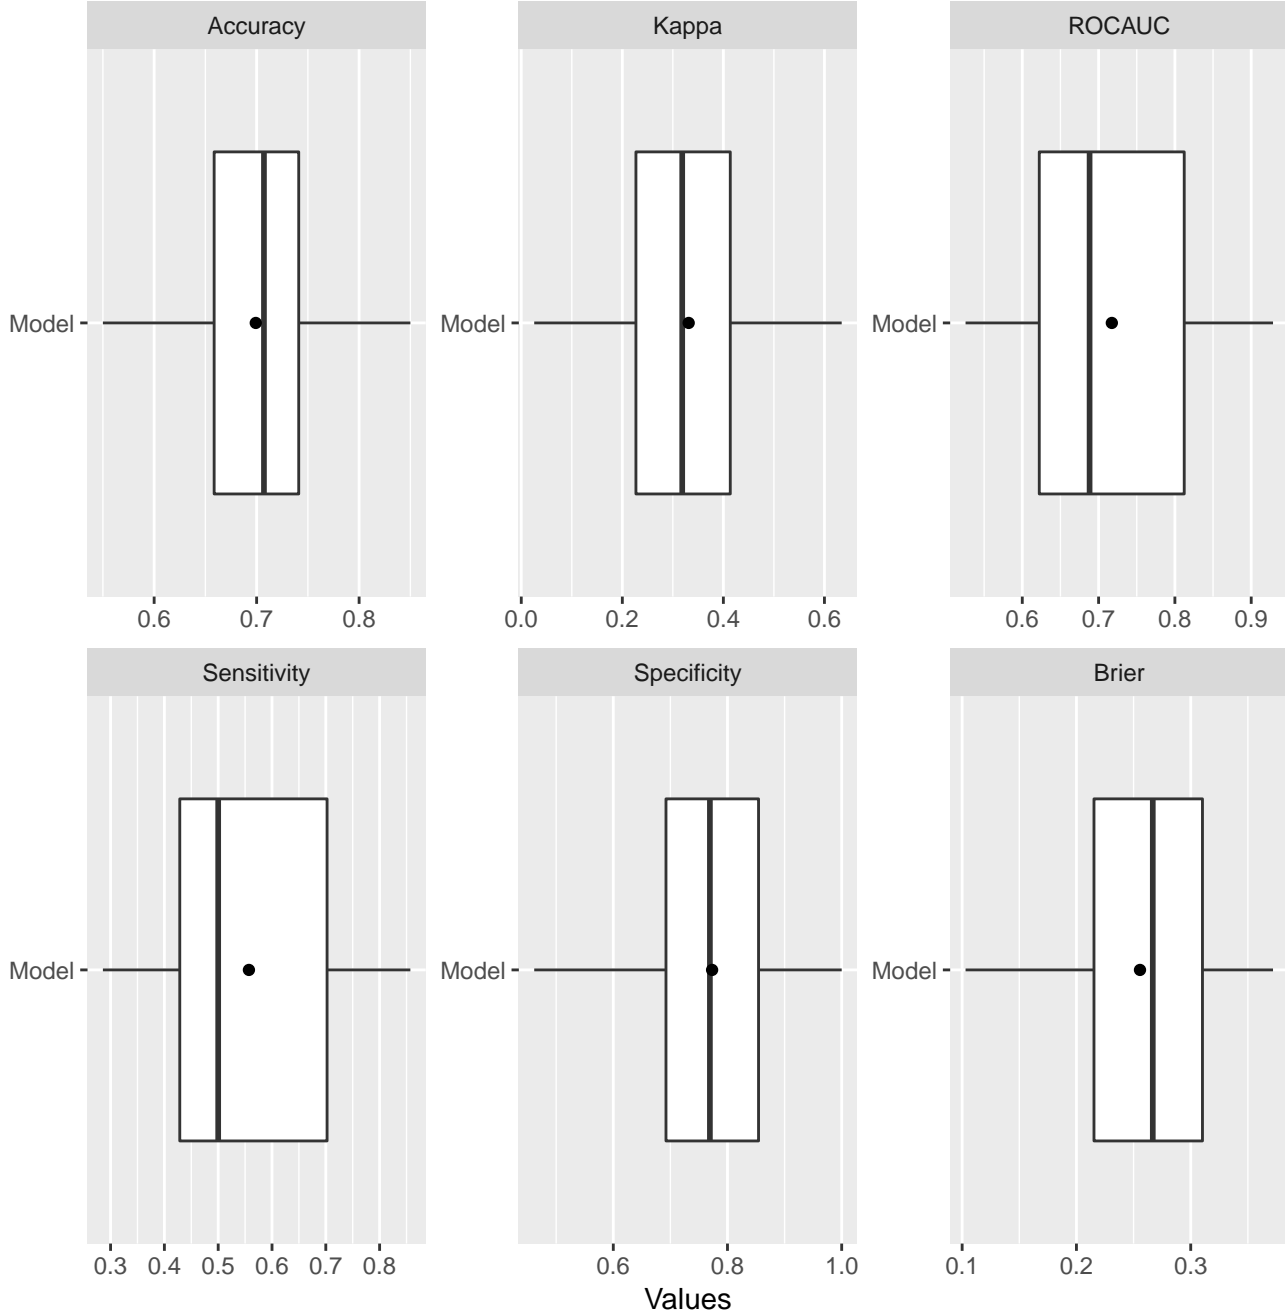 Accuracy Kappa ROCAUC
Model Model Model
0.6 0.7 0.8 0.0 0.2 0.4 0.6 0.6 0.7 0.8 0.9
Sensitivity Specificity Brier
Model Model Model
0.3 0.4 0.5 0.6 0.7 0.8 0.6 0.8 1.0 0.1 0.2 0.3
Values